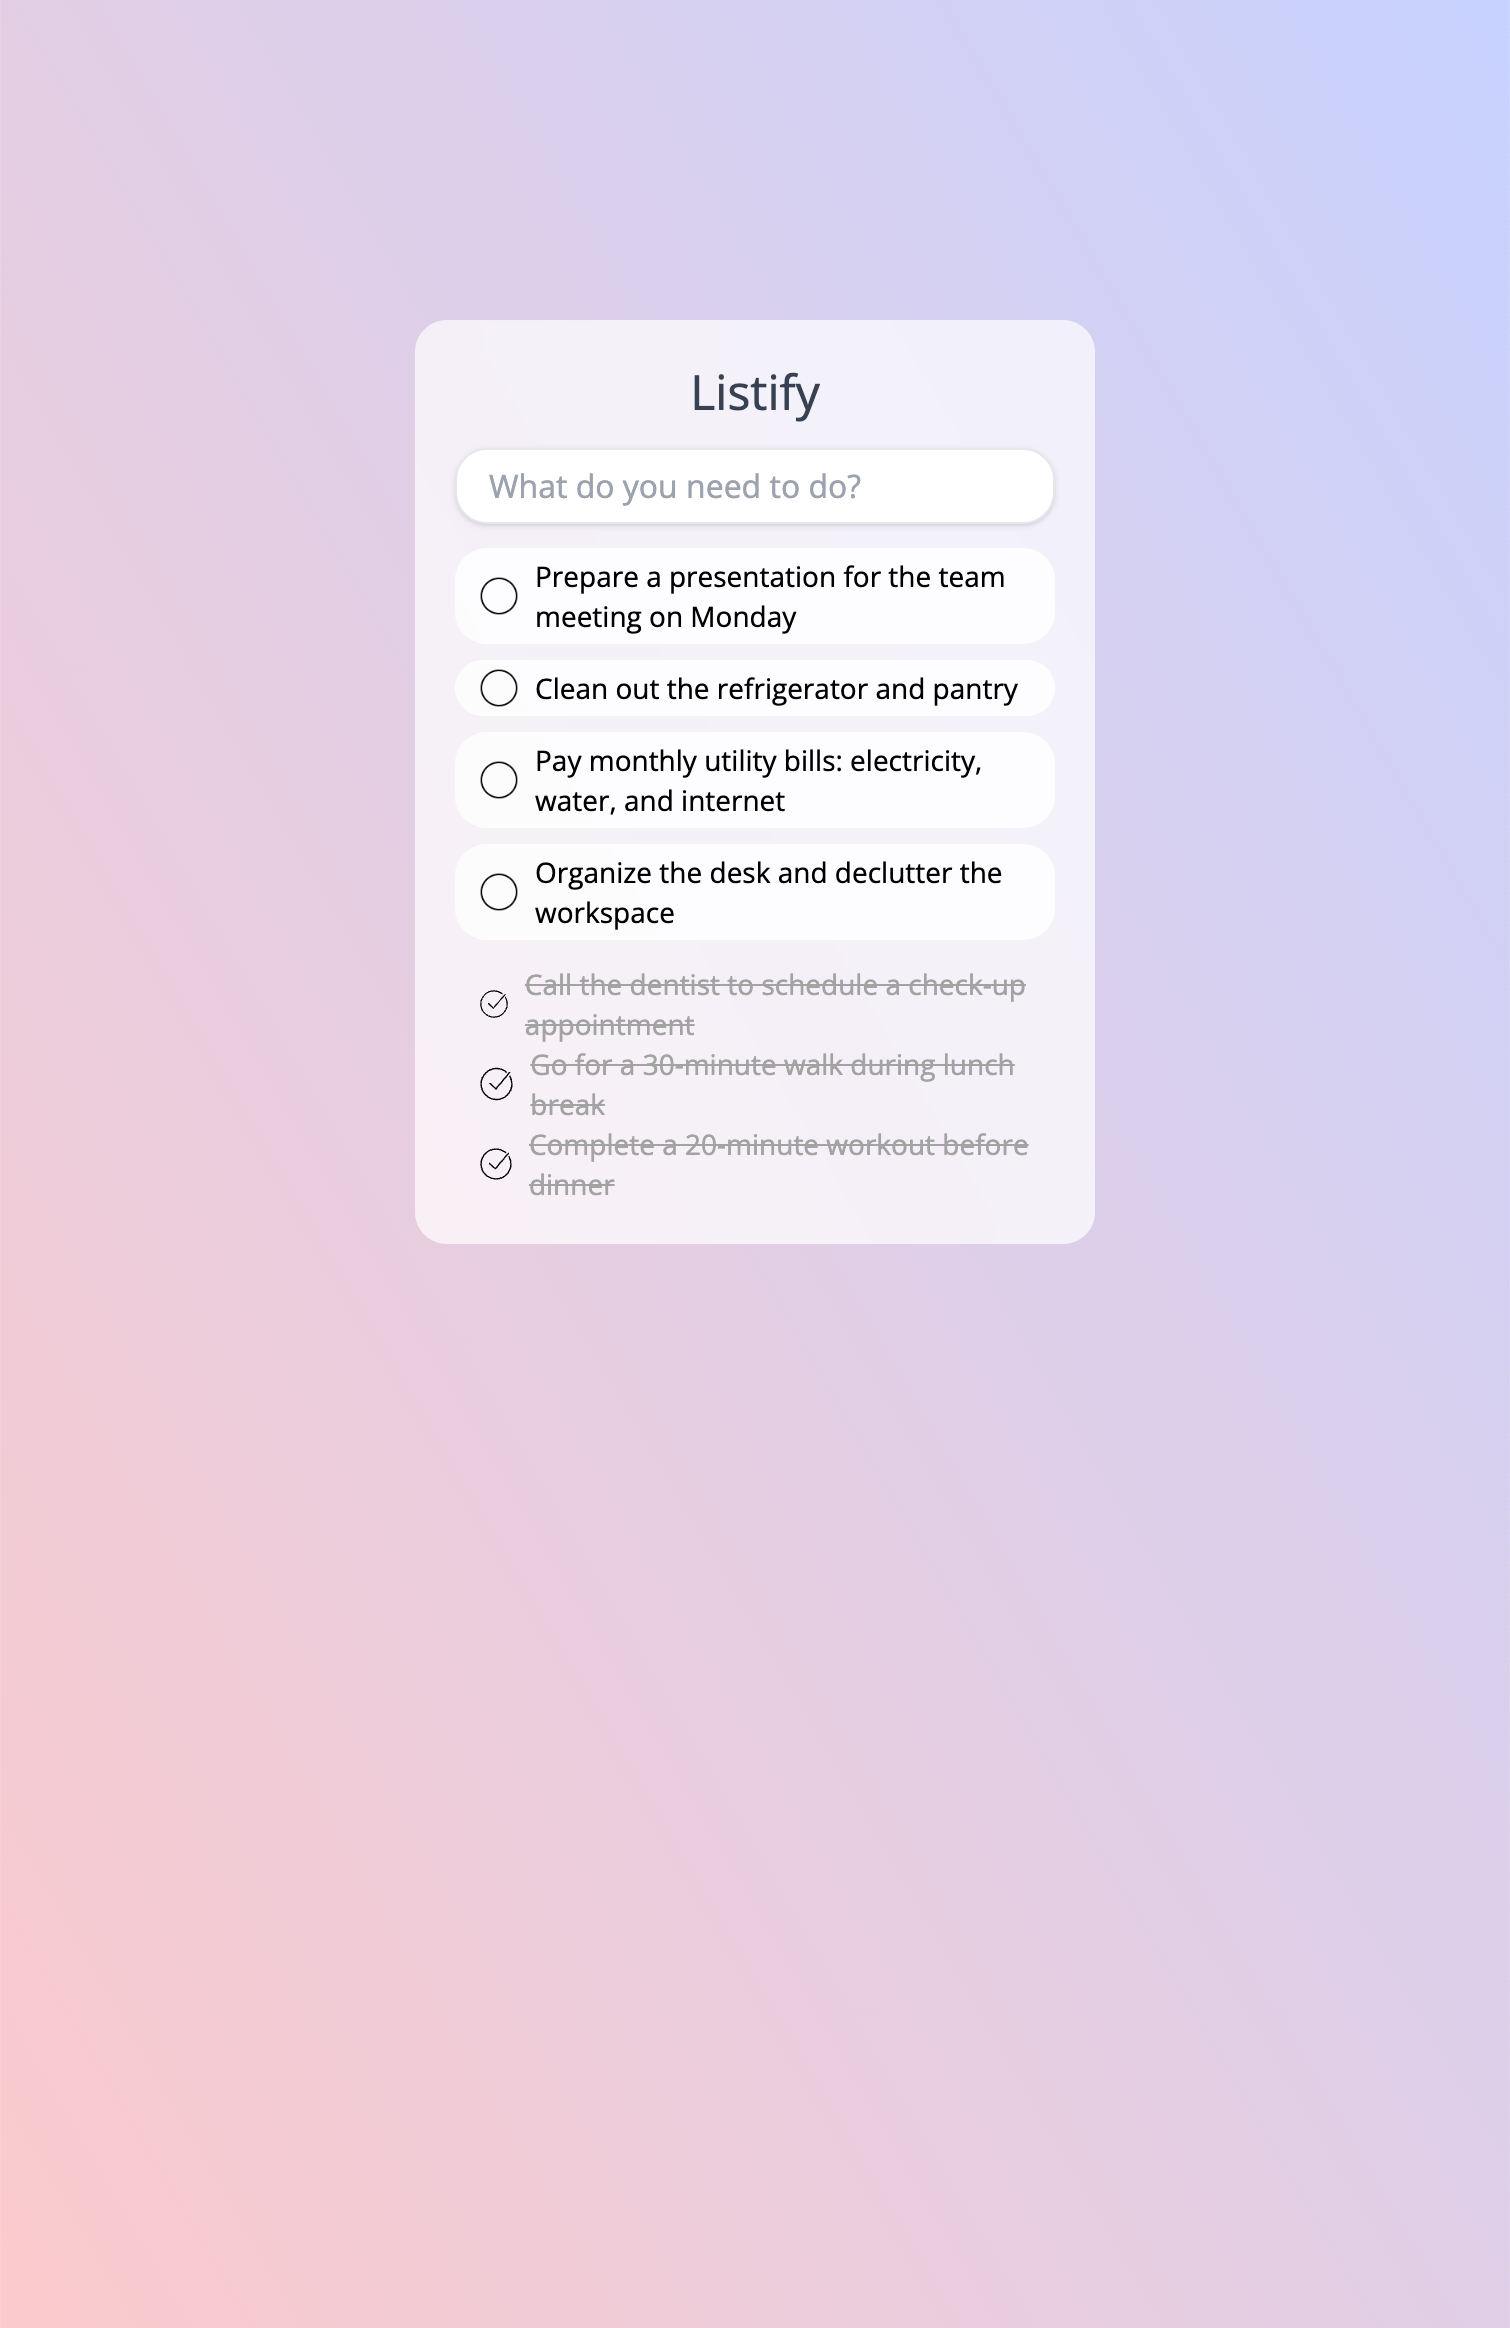 Listify
What do you need to do?
Prepare a presentation for the team
meeting on Monday
Clean out the refrigerator and pantry
Pay monthly utility bills: electricity,
water, and internet
Organize the desk and declutter the
workspace
Call the dentist to schedule a check-up
appointment
Go for a 30-minute walk during lunch
break
Complete a 20-minute workout before
dinner